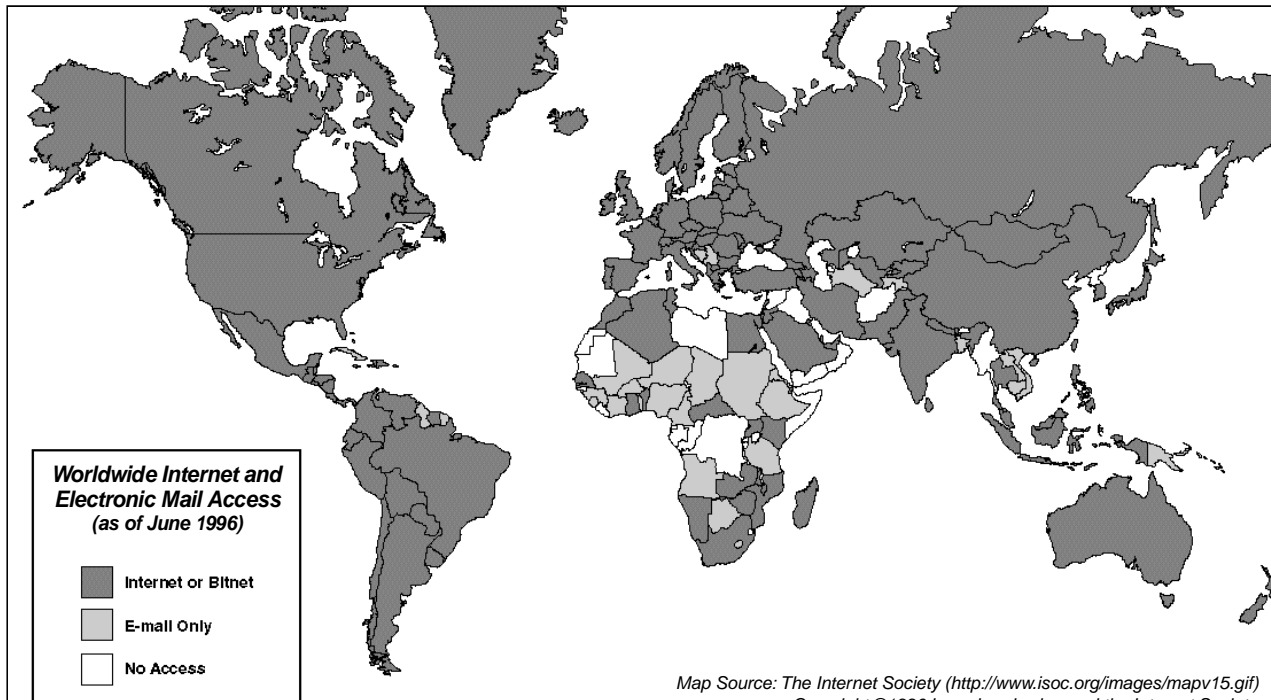 Worldwide Internet and
Electronic Mail Access
(as of June 1996)
Internet or Bitnet
E-mail Only
No Access
Map Source: The Internet Society (http://www.isoc.org/images/mapv15.gif)